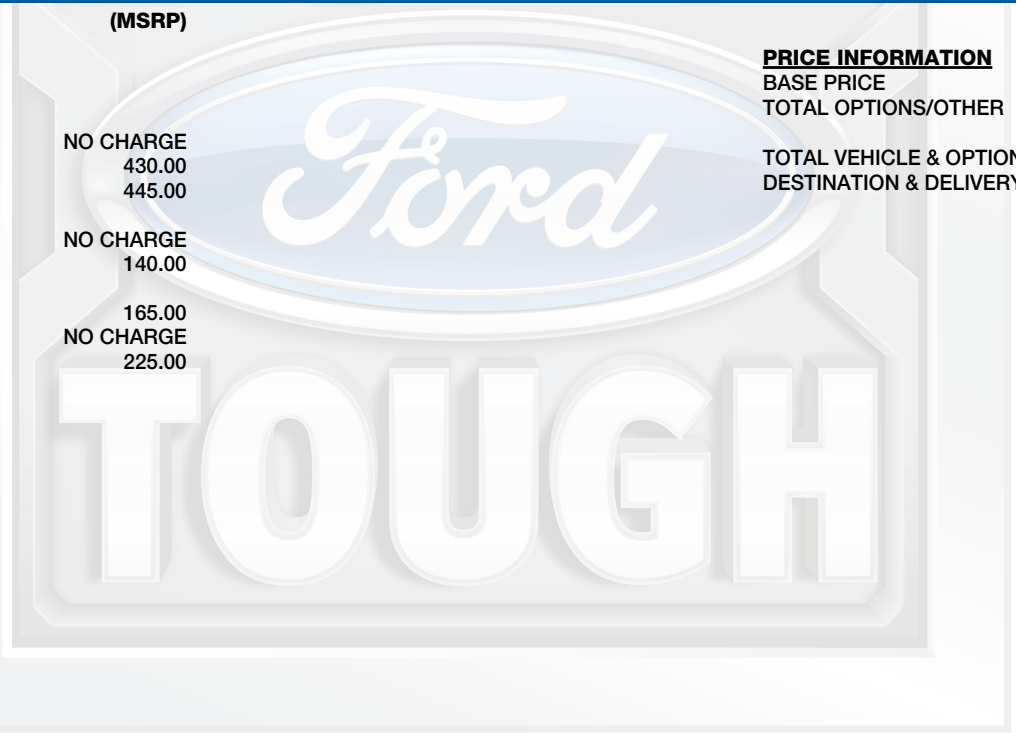 (MSRP)
NO CHARGE
430.00
445.00
NO CHARGE
140.00
165.00
NO CHARGE
225.00
PRICE INFORMATION
BASE PRICE
TOTAL OPTIONS/OTHER
TOTAL VEHICLE & OPTION
DESTINATION & DELIVERY
Ford
TOUGH